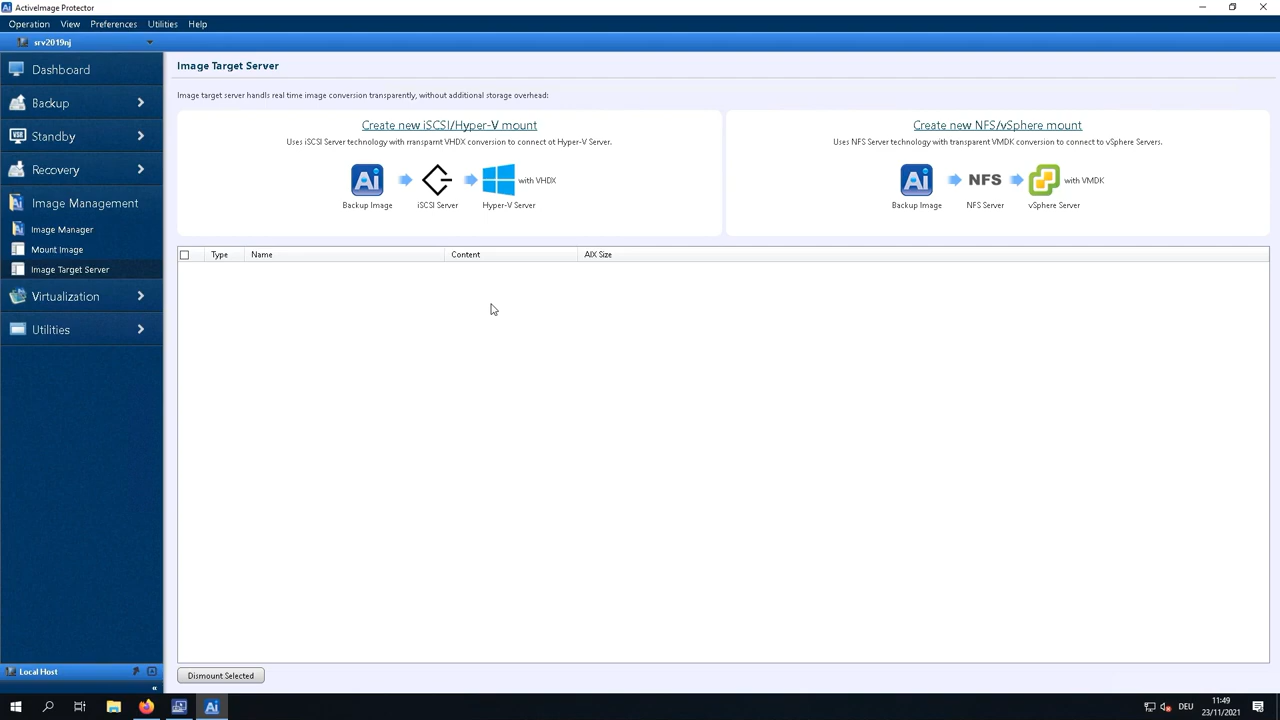 ActiveImage Protector
Operation View Preferences Utilities Help
srv2019nj
Dashboard
Backup
Standby
Recovery
Image Management
Image Manager
Mount Image
Image Target Server
Virtualization
Utilities
Local Host
Image Target Server
Image target server handles real time image conversion transparently, without additional storage overhead:
Create new iSCSI/Hyper-V mount
Uses iSCSI Server technology with transparnt VHDX conversion to connect ot Hyper-V Server.
Ai
with VHDX
Backup Image iSCSI Server Hyper-V Server
Create new NFS/vSphere mount
Uses NFS Server technology with transparent VMDK conversion to connect to vSphere Servers.
Ai NFS with VMDK
Backup Image NFS Server vSphere Server
Type Name Content AIX Size
Dismount Selected
DEU
11:49
23/11/2021